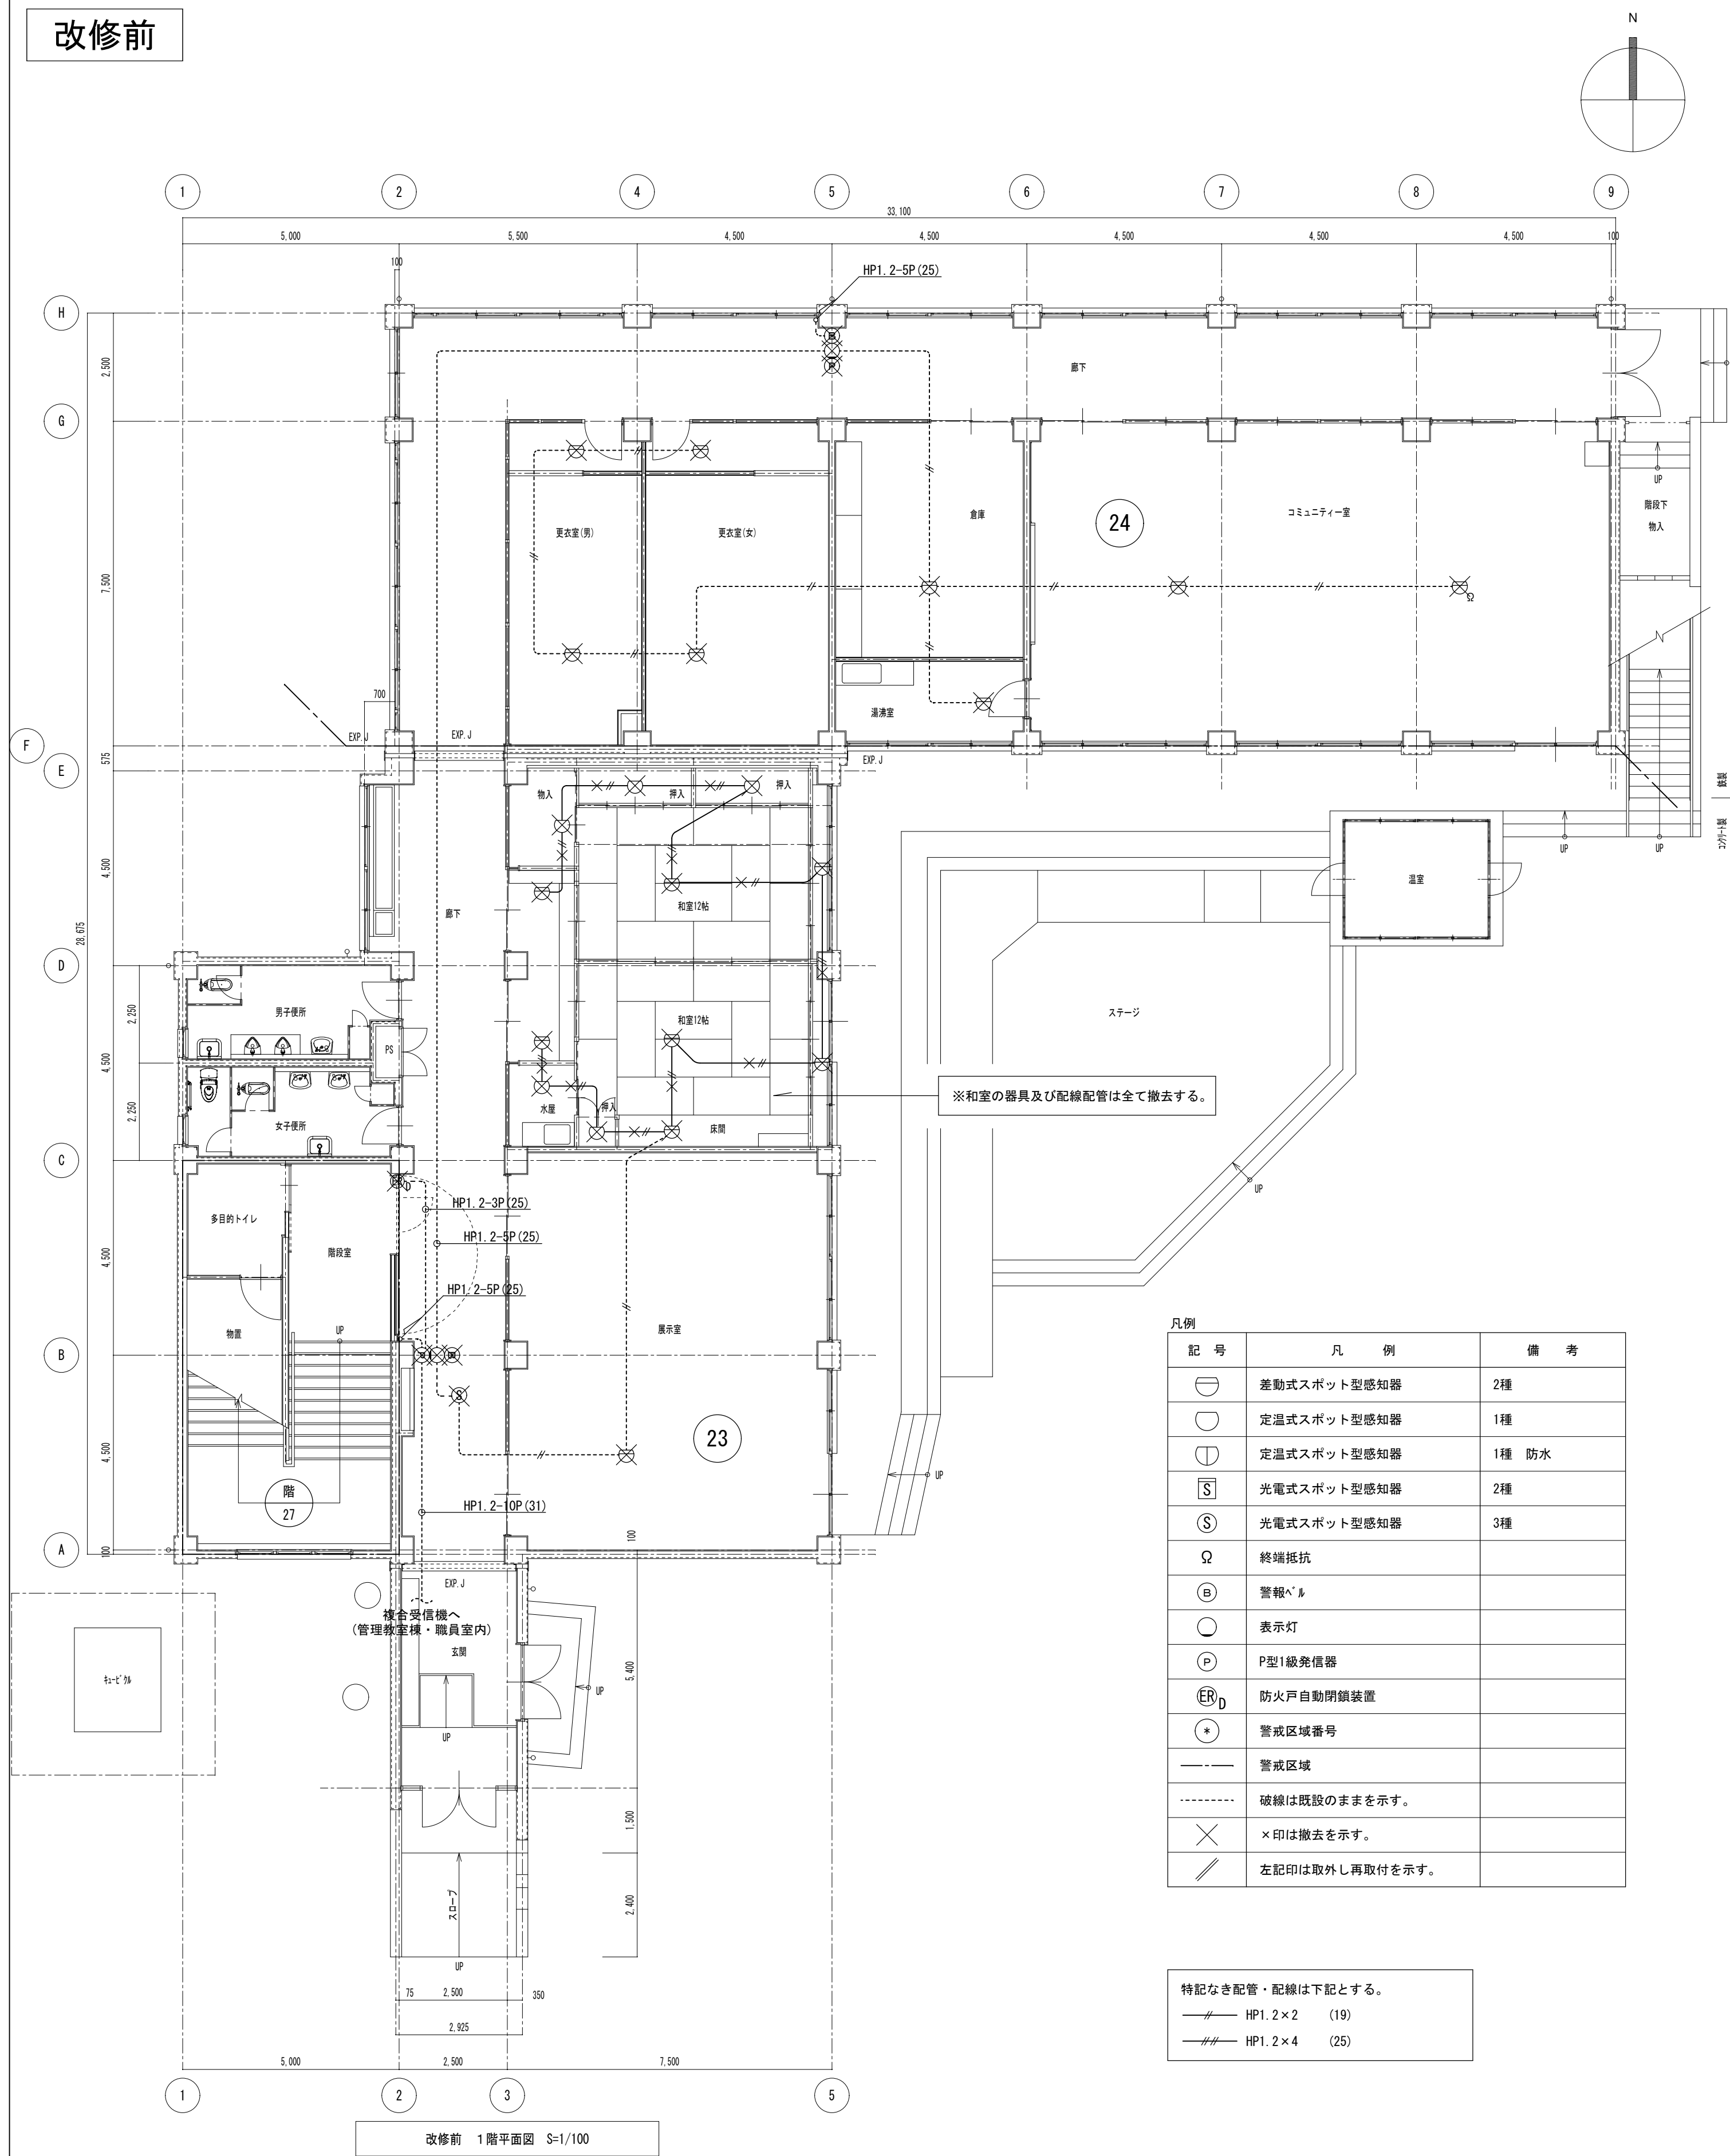 改修前
N
1
2
4
5
6
7
8
9
33,100
5,000
5,500
4,500
4,500
4,500
4,500
4,500
100
100
HP1.2-5P(25)
H
B
P
2,500
廊下
G
更衣室(男)
更衣室(女)
倉庫
24
コミュニティー室
UP
階段下
物入
7,500
Ω
湯沸室
700
F
EXP.J
EXP.J
EXP.J
575
E
物入
押入
押入
鉄製
コンクリート製
UP
UP
温室
4,500
廊下
和室12帖
28,675
D
2,250
男子便所
和室12帖
ステージ
4,500
PS
※和室の器具及び配線配管は全て撤去する。
2,250
女子便所
水屋
押入
床間
C
D
HP1.2-3P(25)
UP
多目的トイレ
HP1.2-5P(25)
階段室
4,500
HP1.2-5P(25)
物置
UP
展示室
B
S
23
UP
4,500
階
27
HP1.2-10P(31)
A
100
100
EXP.J
複合受信機へ
(管理教室棟・職員室内)
玄関
キュービクル
5,400
UP
UP
1,500
スロープ
2,400
UP
75
2,500
350
2,925
5,000
2,500
7,500
1
2
3
5
改修前 1階平面図 S=1/100
凡例
記号 凡例 備考
差動式スポット型感知器 2種
定温式スポット型感知器 1種
定温式スポット型感知器 1種 防水
S 光電式スポット型感知器 2種
S 光電式スポット型感知器 3種
Ω 終端抵抗
B 警報ベル
表示灯
P P型1級発信器
ER D 防火戸自動閉鎖装置
* 警戒区域番号
警戒区域
破線は既設のままを示す。
×印は撤去を示す。
左記印は取外し再取付を示す。
特記なき配管・配線は下記とする。
HP1.2×2 (19)
HP1.2×4 (25)